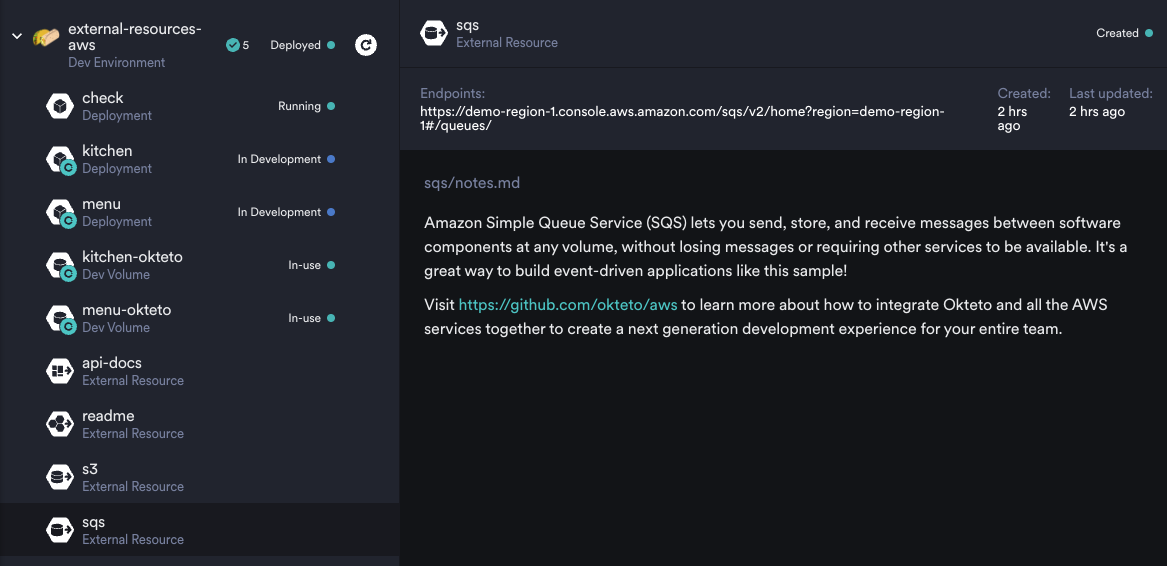 external-resources-
aws
Dev Environment
5
Deployed
check
Deployment
Running
kitchen
Deployment
In Development
menu
Deployment
In Development
kitchen-okteto
Dev Volume
In-use
menu-okteto
Dev Volume
In-use
api-docs
External Resource
readme
External Resource
s3
External Resource
sqs
External Resource
sqs
External Resource
Created
Endpoints:
https://demo-region-1.console.aws.amazon.com/sqs/v2/home?region=demo-region-
1#/queues/
Created:
2 hrs
ago
Last updated:
2 hrs ago
sqs/notes.md
Amazon Simple Queue Service (SQS) lets you send, store, and receive messages between software
components at any volume, without losing messages or requiring other services to be available. It's a
great way to build event-driven applications like this sample!
Visit https://github.com/okteto/aws to learn more about how to integrate Okteto and all the AWS
services together to create a next generation development experience for your entire team.